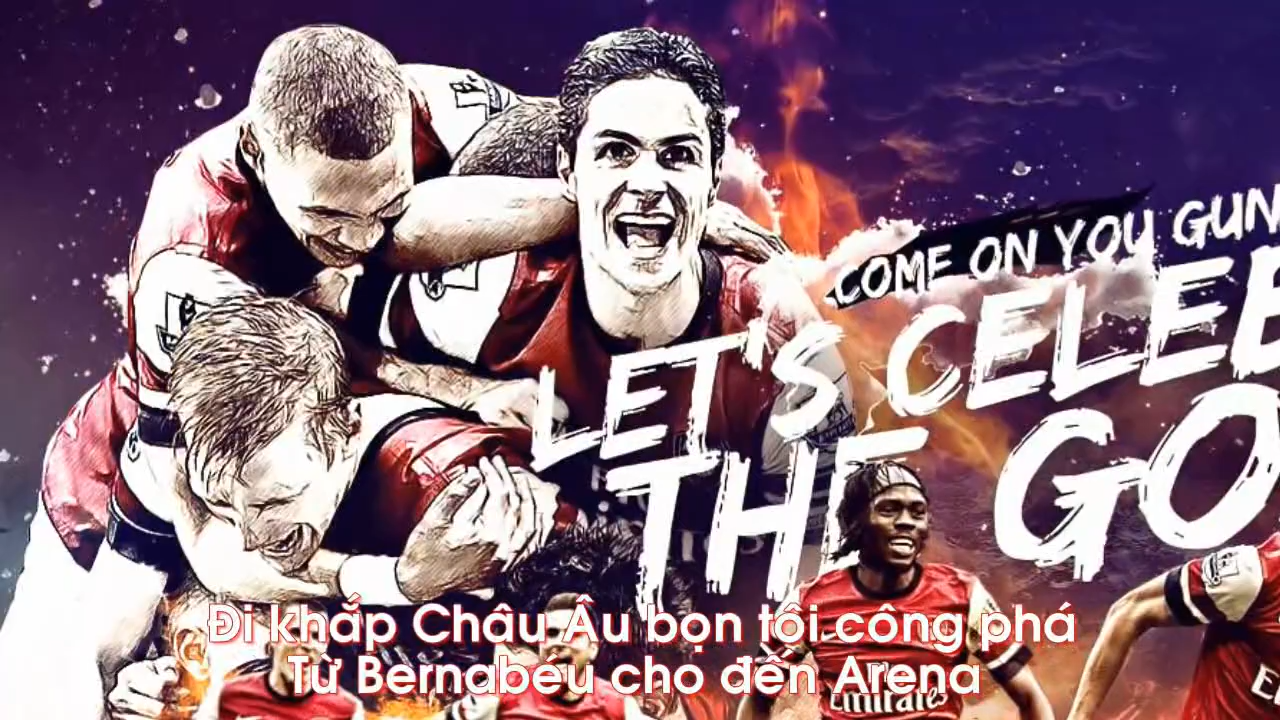 COME ON YOU GUN
LET'S CELEB
THE GO
Đi khắp Châu Âu bọn tôi công phá
Từ Bernabéu cho đến Arena
Emirates